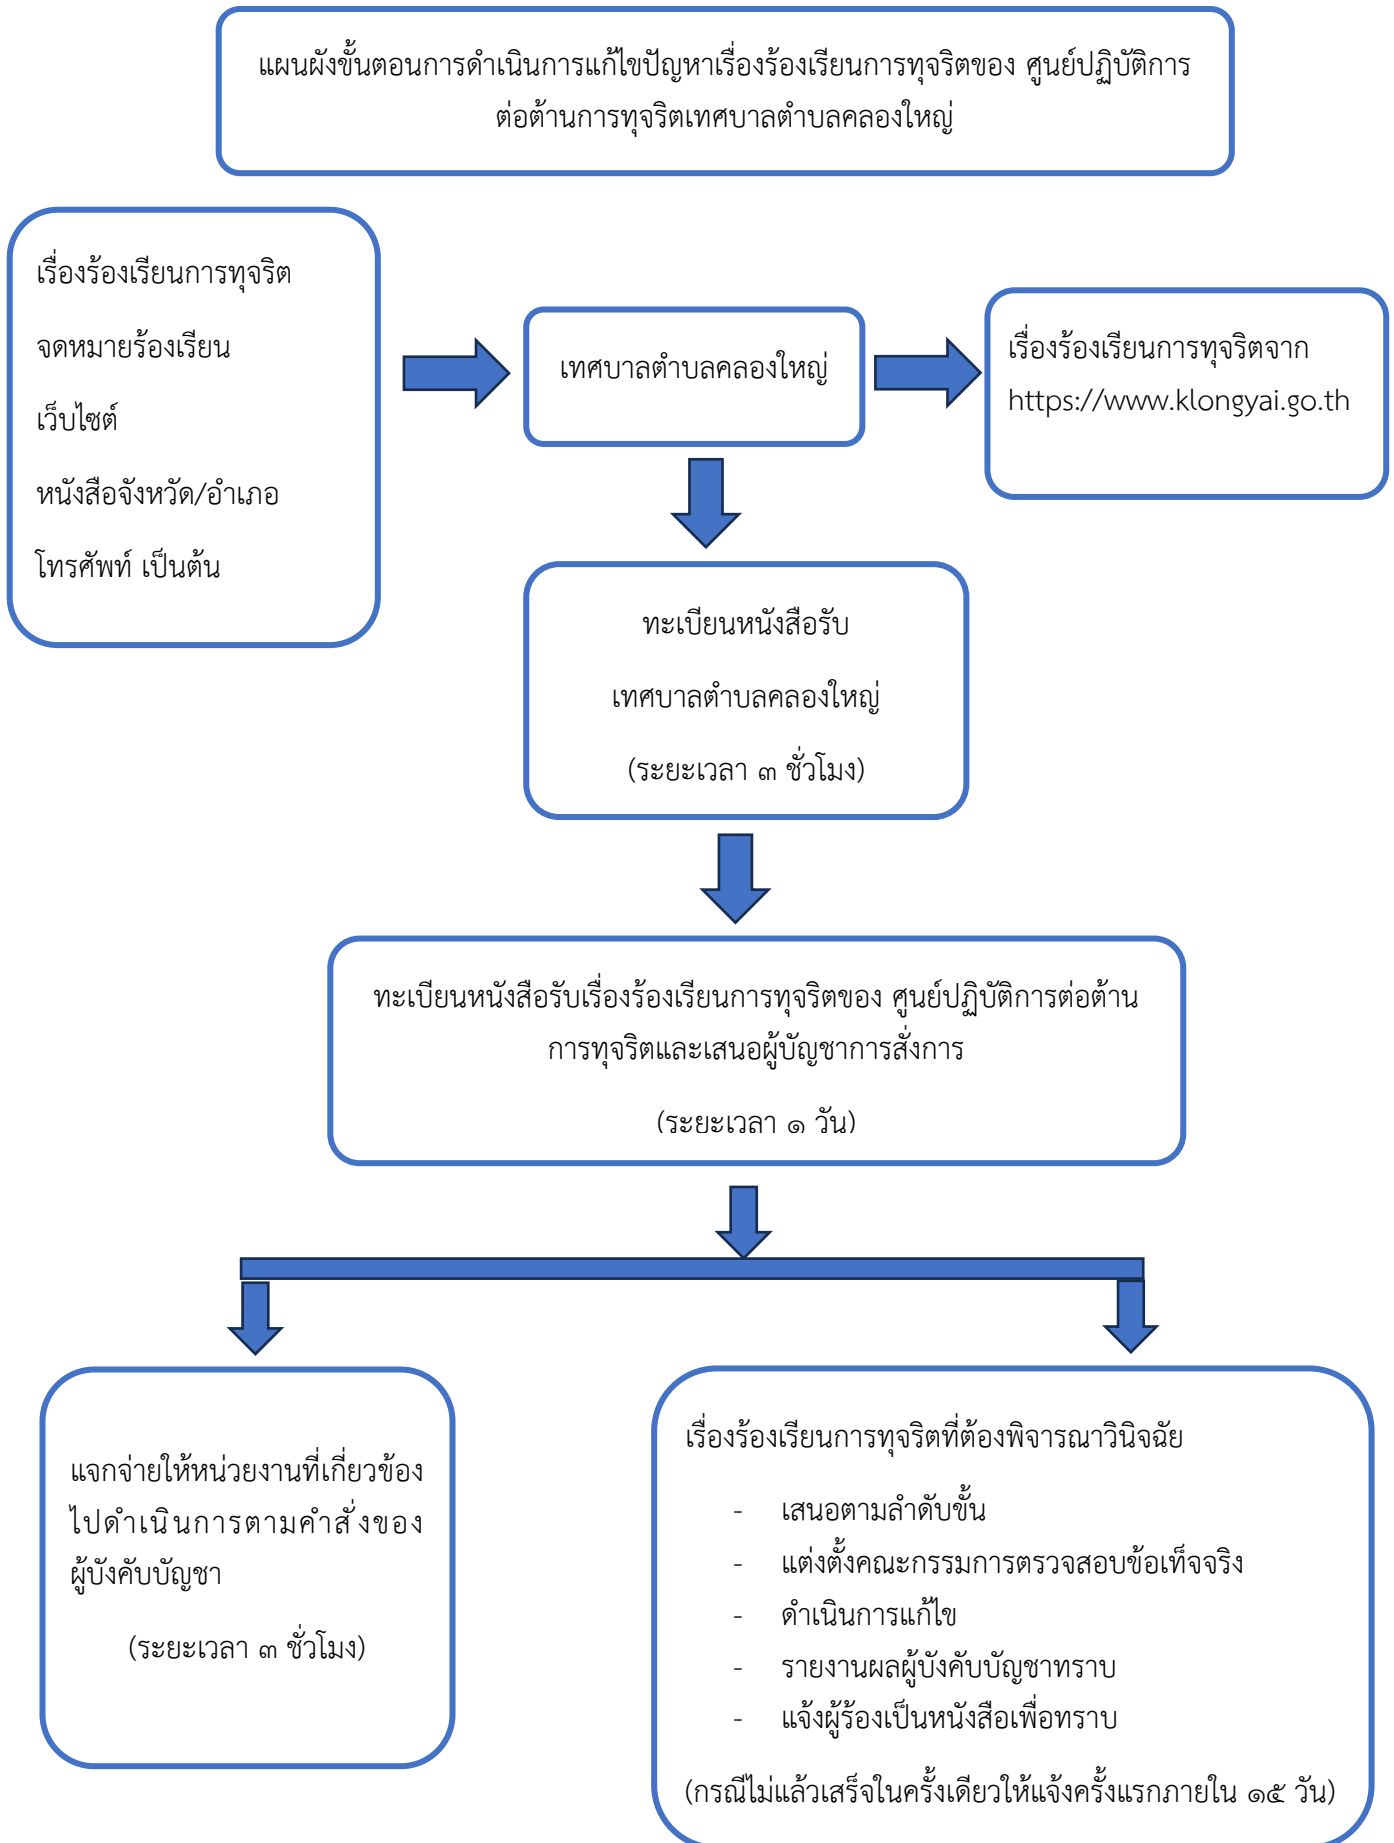 แผนผังขั้นตอนการดำเนินการแก้ไขปัญหาเรื่องร้องเรียนการทุจริตของ ศูนย์ปฏิบัติการ
ต่อต้านการทุจริตเทศบาลตำบลคลองใหญ่
เรื่องร้องเรียนการทุจริต
จดหมายร้องเรียน
เว็บไซต์
หนังสือจังหวัด/อำเภอ
โทรศัพท์ เป็นต้น
เทศบาลตำบลคลองใหญ่
เรื่องร้องเรียนการทุจริตจาก
https://www.klongyai.go.th
ทะเบียนหนังสือรับ
เทศบาลตำบลคลองใหญ่
(ระยะเวลา ๓ ชั่วโมง)
ทะเบียนหนังสือรับเรื่องร้องเรียนการทุจริตของ ศูนย์ปฏิบัติการต่อต้าน
การทุจริตและเสนอผู้บัญชาการสั่งการ
(ระยะเวลา ๑ วัน)
แจกจ่ายให้หน่วยงานที่เกี่ยวข้อง
ไปดำเนินการตามคำสั่งของ
ผู้บังคับบัญชา
(ระยะเวลา ๓ ชั่วโมง)
เรื่องร้องเรียนการทุจริตที่ต้องพิจารณาวินิจฉัย
- เสนอตามลำดับขั้น
- แต่งตั้งคณะกรรมการตรวจสอบข้อเท็จจริง
- ดำเนินการแก้ไข
- รายงานผลผู้บังคับบัญชาทราบ
- แจ้งผู้ร้องเป็นหนังสือเพื่อทราบ
(กรณีไม่แล้วเสร็จในครั้งเดียวให้แจ้งครั้งแรกภายใน ๑๕ วัน)